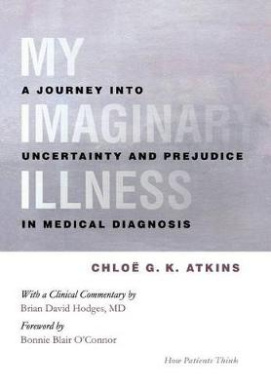 MY
A JOURNEY INTO
IMAGINARY
UNCERTAINTY AND PREJUDICE
ILLNESS
IN MEDICAL DIAGNOSIS
CHLOË G. K. ATKINS
With a Clinical Commentary by
Brian David Hodges, MD
Foreword by
Bonnie Blair O'Connor
How Patients Think